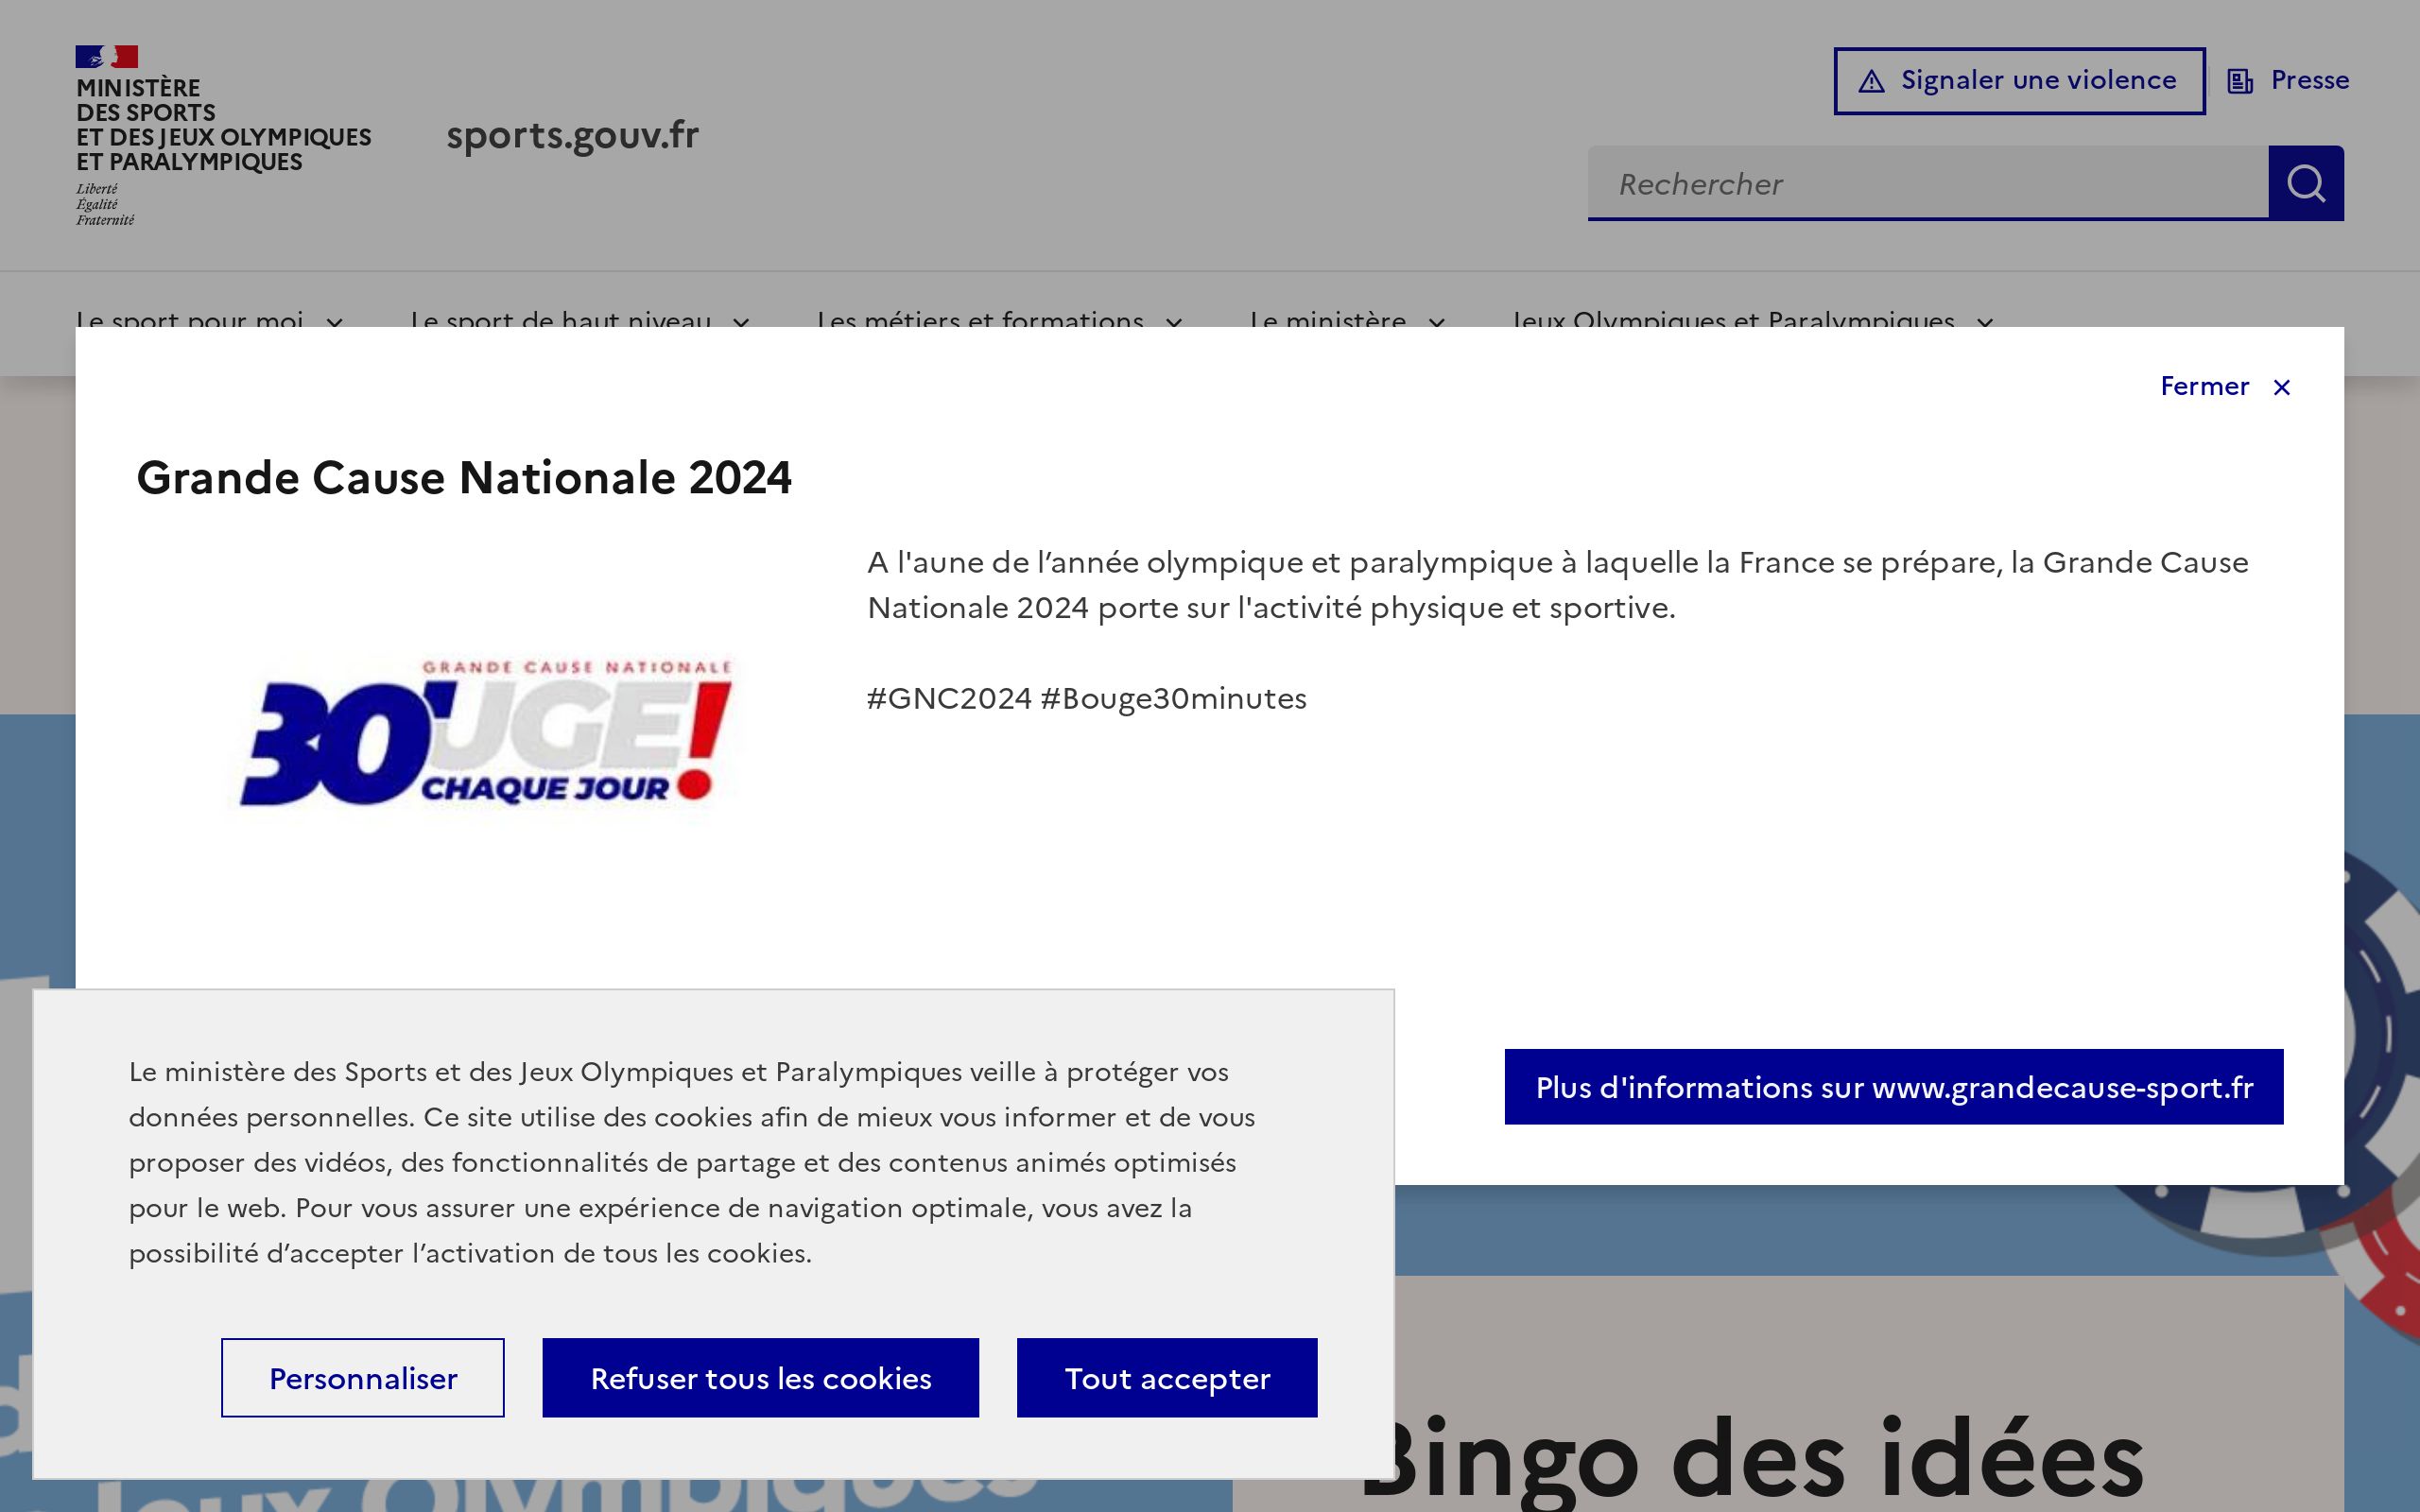 MINISTÈRE
DES SPORTS
ET DES JEUX OLYMPIQUES
ET PARALYMPIQUES
Liberté
Égalité
Fraternité
sports.gouv.fr
Signaler une violence
Presse
Rechercher
Le sport pour moi
Le sport de haut niveau
Les métiers et formations
Le ministère
Jeux Olympiques et Paralympiques
Fermer
Grande Cause Nationale 2024
A l'aune de l’année olympique et paralympique à laquelle la France se prépare, la Grande Cause
Nationale 2024 porte sur l'activité physique et sportive.
#GNC2024 #Bouge30minutes
GRANDE CAUSE NATIONALE
30'UGE!
CHAQUE JOUR
Plus d'informations sur www.grandecause-sport.fr
Le ministère des Sports et des Jeux Olympiques et Paralympiques veille à protéger vos
données personnelles. Ce site utilise des cookies afin de mieux vous informer et de vous
proposer des vidéos, des fonctionnalités de partage et des contenus animés optimisés
pour le web. Pour vous assurer une expérience de navigation optimale, vous avez la
possibilité d’accepter l’activation de tous les cookies.
Personnaliser
Refuser tous les cookies
Tout accepter
Bingo des idées
Jeux Olympiques